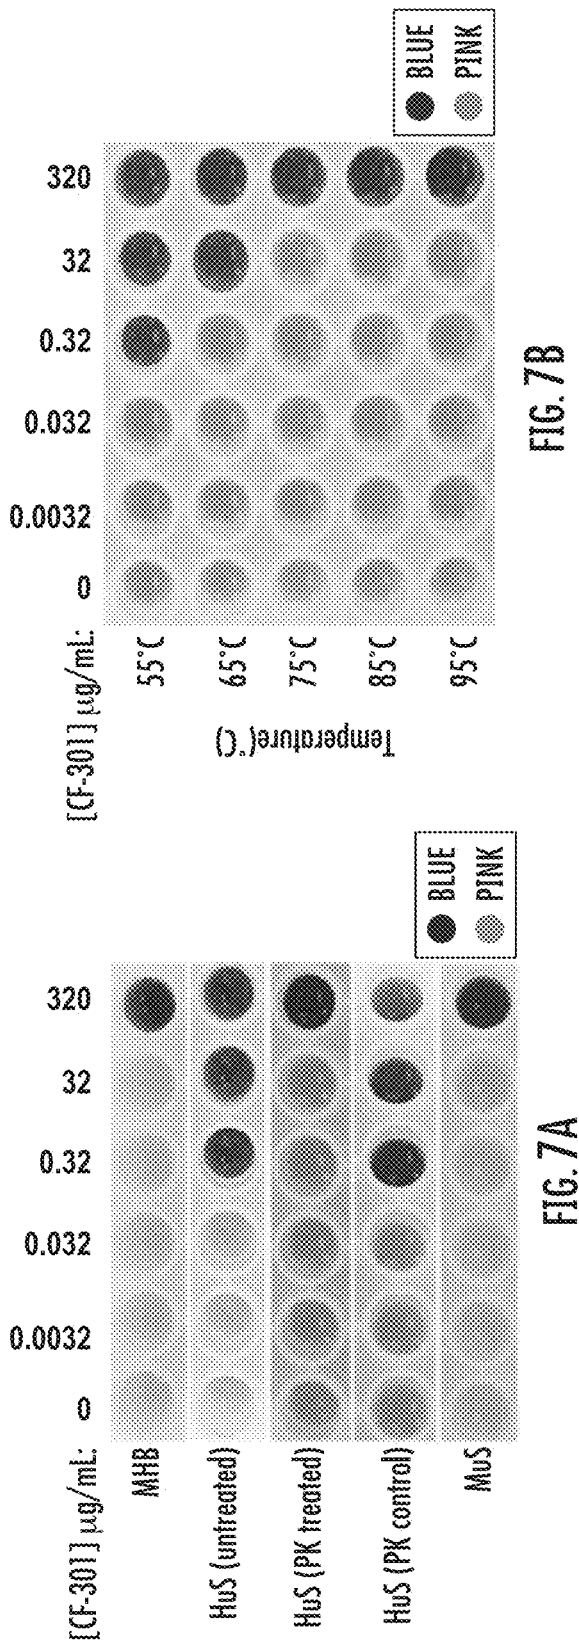 [CF-301] µg/mL: 0 0.0032 0.032 0.32 32 320
MHB
HuS (untreated)
HuS (PK treated)
HuS (PK control)
MuS
BLUE
PINK
FIG. 7A
[CF-301] µg/mL: 0 0.0032 0.032 0.32 32 320
Temperature(°C)
55°C
65°C
75°C
85°C
95°C
BLUE
PINK
FIG. 7B